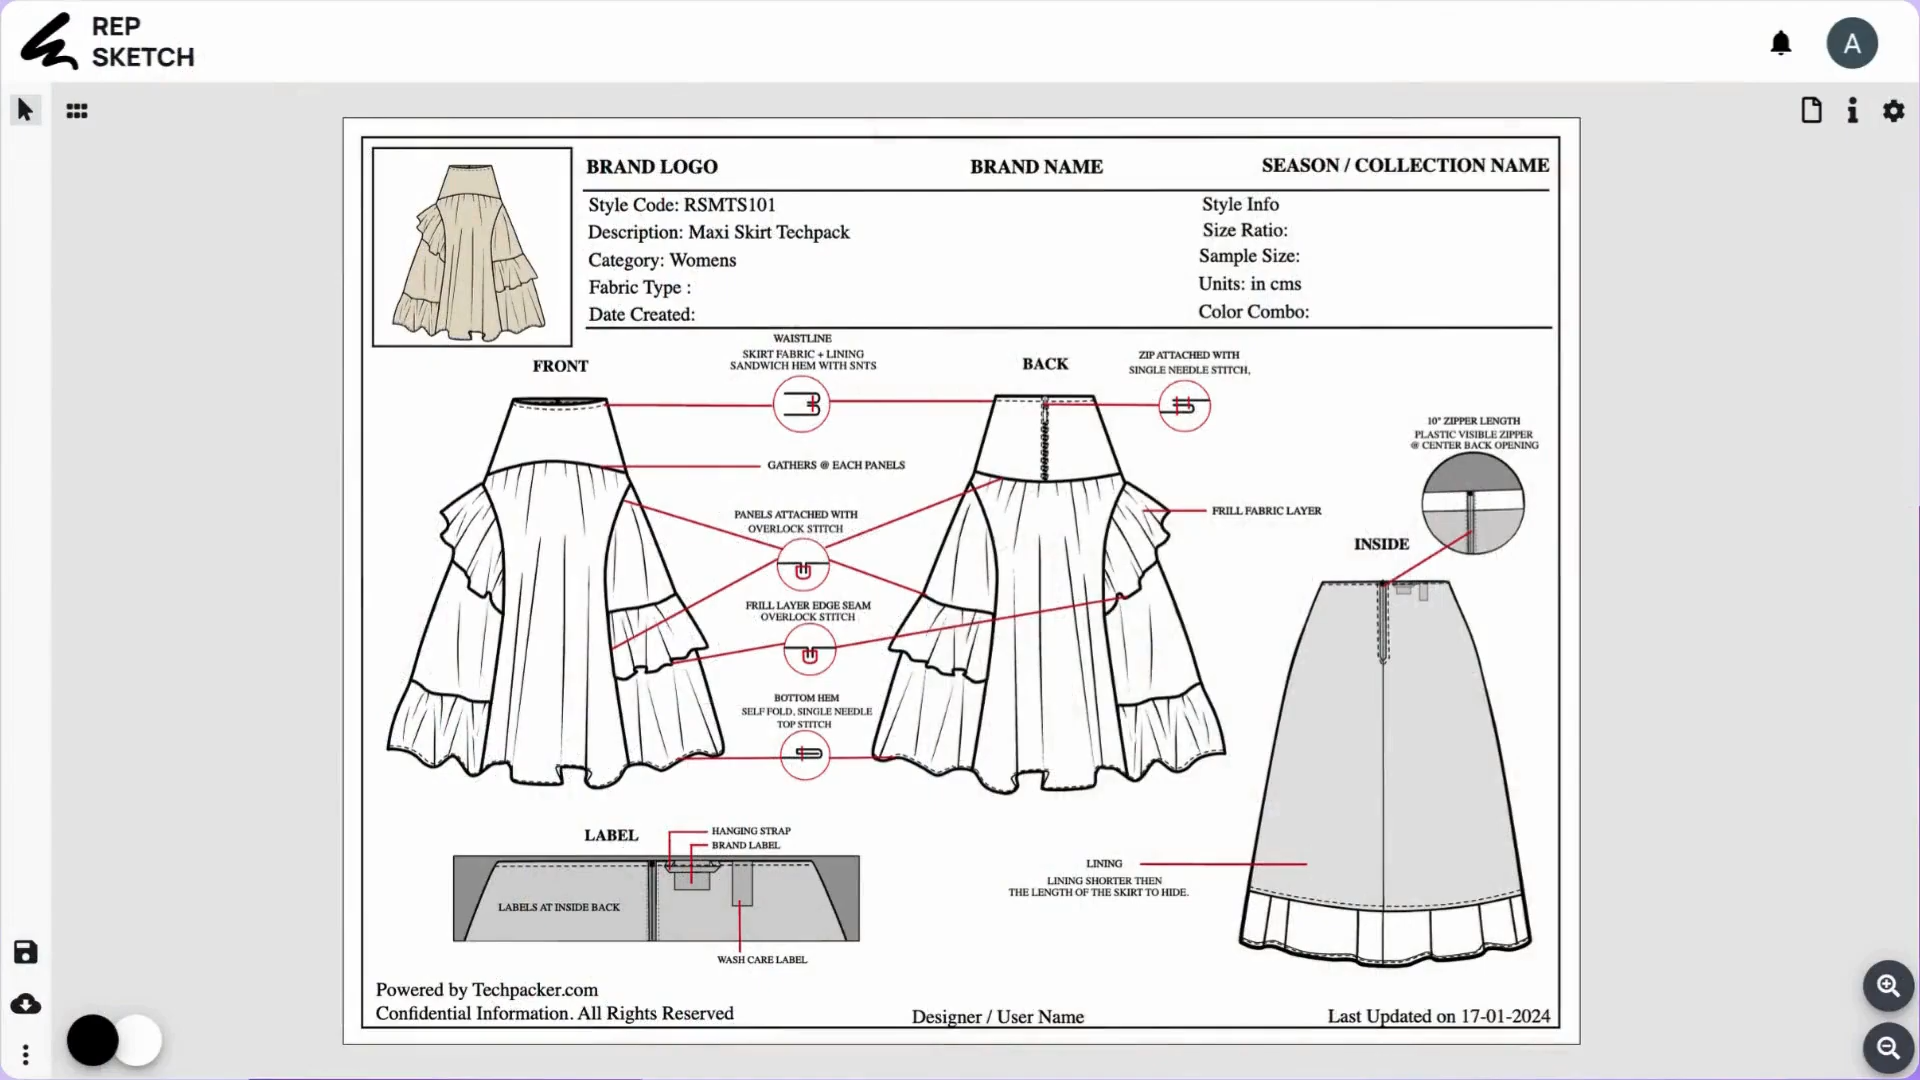 REP
SKETCH
A
BRAND LOGO
BRAND NAME
SEASON / COLLECTION NAME
Style Code: RSMTS101
Description: Maxi Skirt Techpack
Category: Womens
Fabric Type :
Date Created:
Style Info
Size Ratio:
Sample Size:
Units: in cms
Color Combo:
FRONT
WAISTLINE
SKIRT FABRIC + LINING
SANDWICH HEM WITH SNTS
BACK
ZIP ATTACHED WITH
SINGLE NEEDLE STITCH,
10" ZIPPER LENGTH
PLASTIC VISIBLE ZIPPER
@ CENTER BACK OPENING
GATHERS @ EACH PANELS
PANELS ATTACHED WITH
OVERLOCK STITCH
FRILL FABRIC LAYER
INSIDE
FRILL LAYER EDGE SEAM
OVERLOCK STITCH
BOTTOM HEM
SELF FOLD, SINGLE NEEDLE
TOP STITCH
LABEL
HANGING STRAP
BRAND LABEL
LABELS AT INSIDE BACK
WASH CARE LABEL
LINING
LINING SHORTER THEN
THE LENGTH OF THE SKIRT TO HIDE.
Powered by Techpacker.com
Confidential Information. All Rights Reserved
Designer / User Name
Last Updated on 17-01-2024